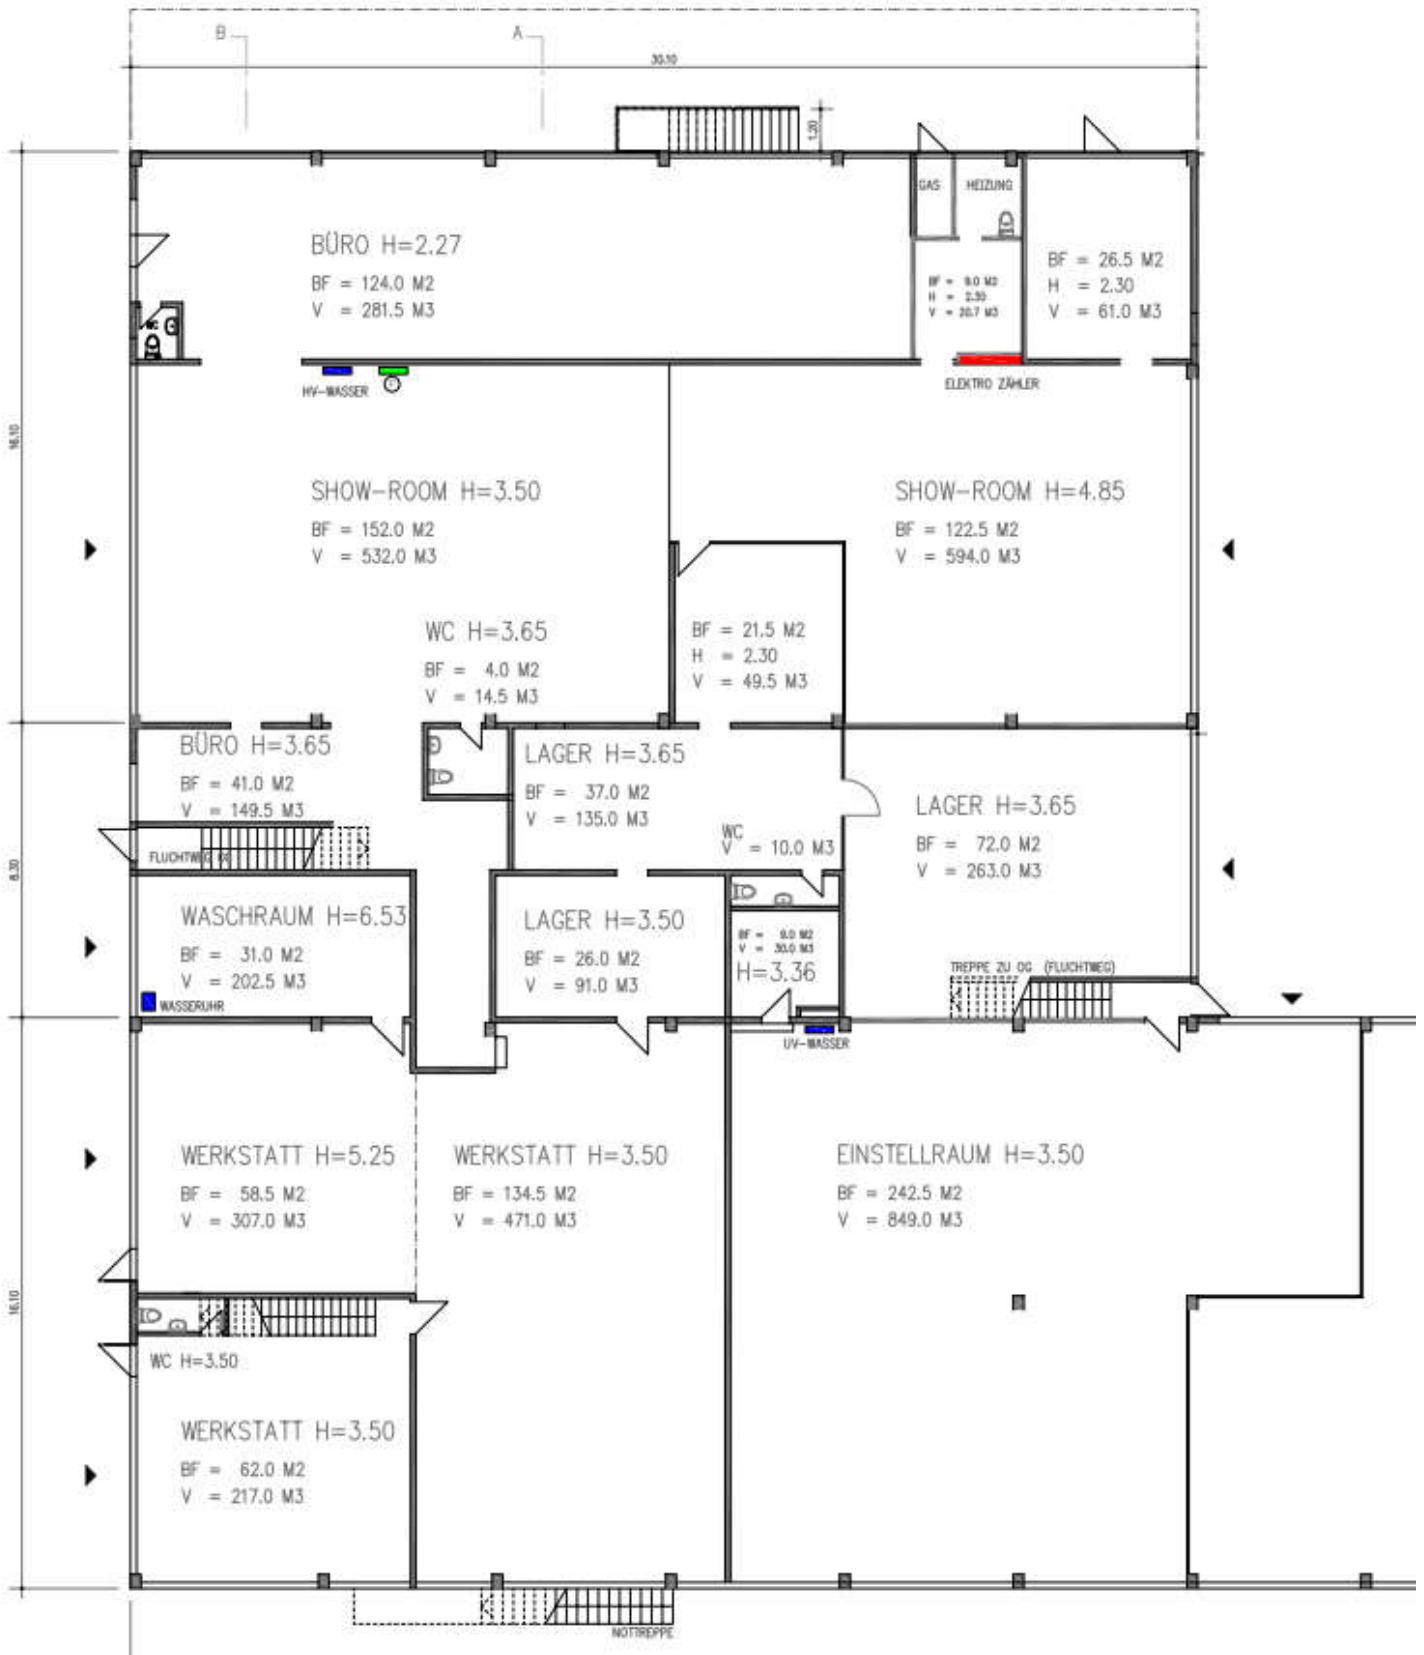 B
A
30.10
1.20
16.10
8.30
16.10
GAS
HEIZUNG
BÜRO H=2.27
BF = 124.0 M2
V = 281.5 M3
BF = 9.0 M2
H = 2.30
V = 20.7 M3
BF = 26.5 M2
H = 2.30
V = 61.0 M3
WC
HV-WASSER
ELEKTRO ZÄHLER
SHOW-ROOM H=3.50
BF = 152.0 M2
V = 532.0 M3
SHOW-ROOM H=4.85
BF = 122.5 M2
V = 594.0 M3
WC H=3.65
BF = 4.0 M2
V = 14.5 M3
BF = 21.5 M2
H = 2.30
V = 49.5 M3
BÜRO H=3.65
BF = 41.0 M2
V = 149.5 M3
LAGER H=3.65
BF = 37.0 M2
V = 135.0 M3
WC
V = 10.0 M3
LAGER H=3.65
BF = 72.0 M2
V = 263.0 M3
FLUCHTWEG OG
WASCHRAUM H=6.53
BF = 31.0 M2
V = 202.5 M3
WASSERUHR
LAGER H=3.50
BF = 26.0 M2
V = 91.0 M3
BF = 9.0 M2
V = 30.0 M3
H=3.36
TREPPE ZU OG (FLUCHTWEG)
UV-WASSER
WERKSTATT H=5.25
BF = 58.5 M2
V = 307.0 M3
WERKSTATT H=3.50
BF = 134.5 M2
V = 471.0 M3
EINSTELLRAUM H=3.50
BF = 242.5 M2
V = 849.0 M3
WC H=3.50
WERKSTATT H=3.50
BF = 62.0 M2
V = 217.0 M3
NOTTREPPE